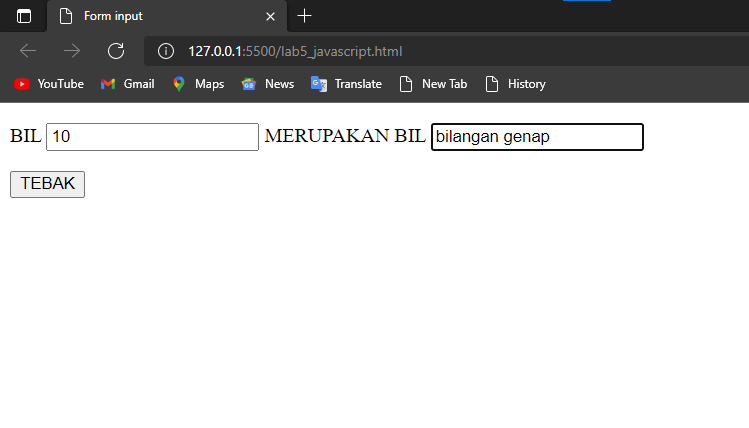 Form input
127.0.0.1:5500/lab5_javascript.html
YouTube Gmail Maps News Translate New Tab History
BIL 10 MERUPAKAN BIL bilangan genap
TEBAK